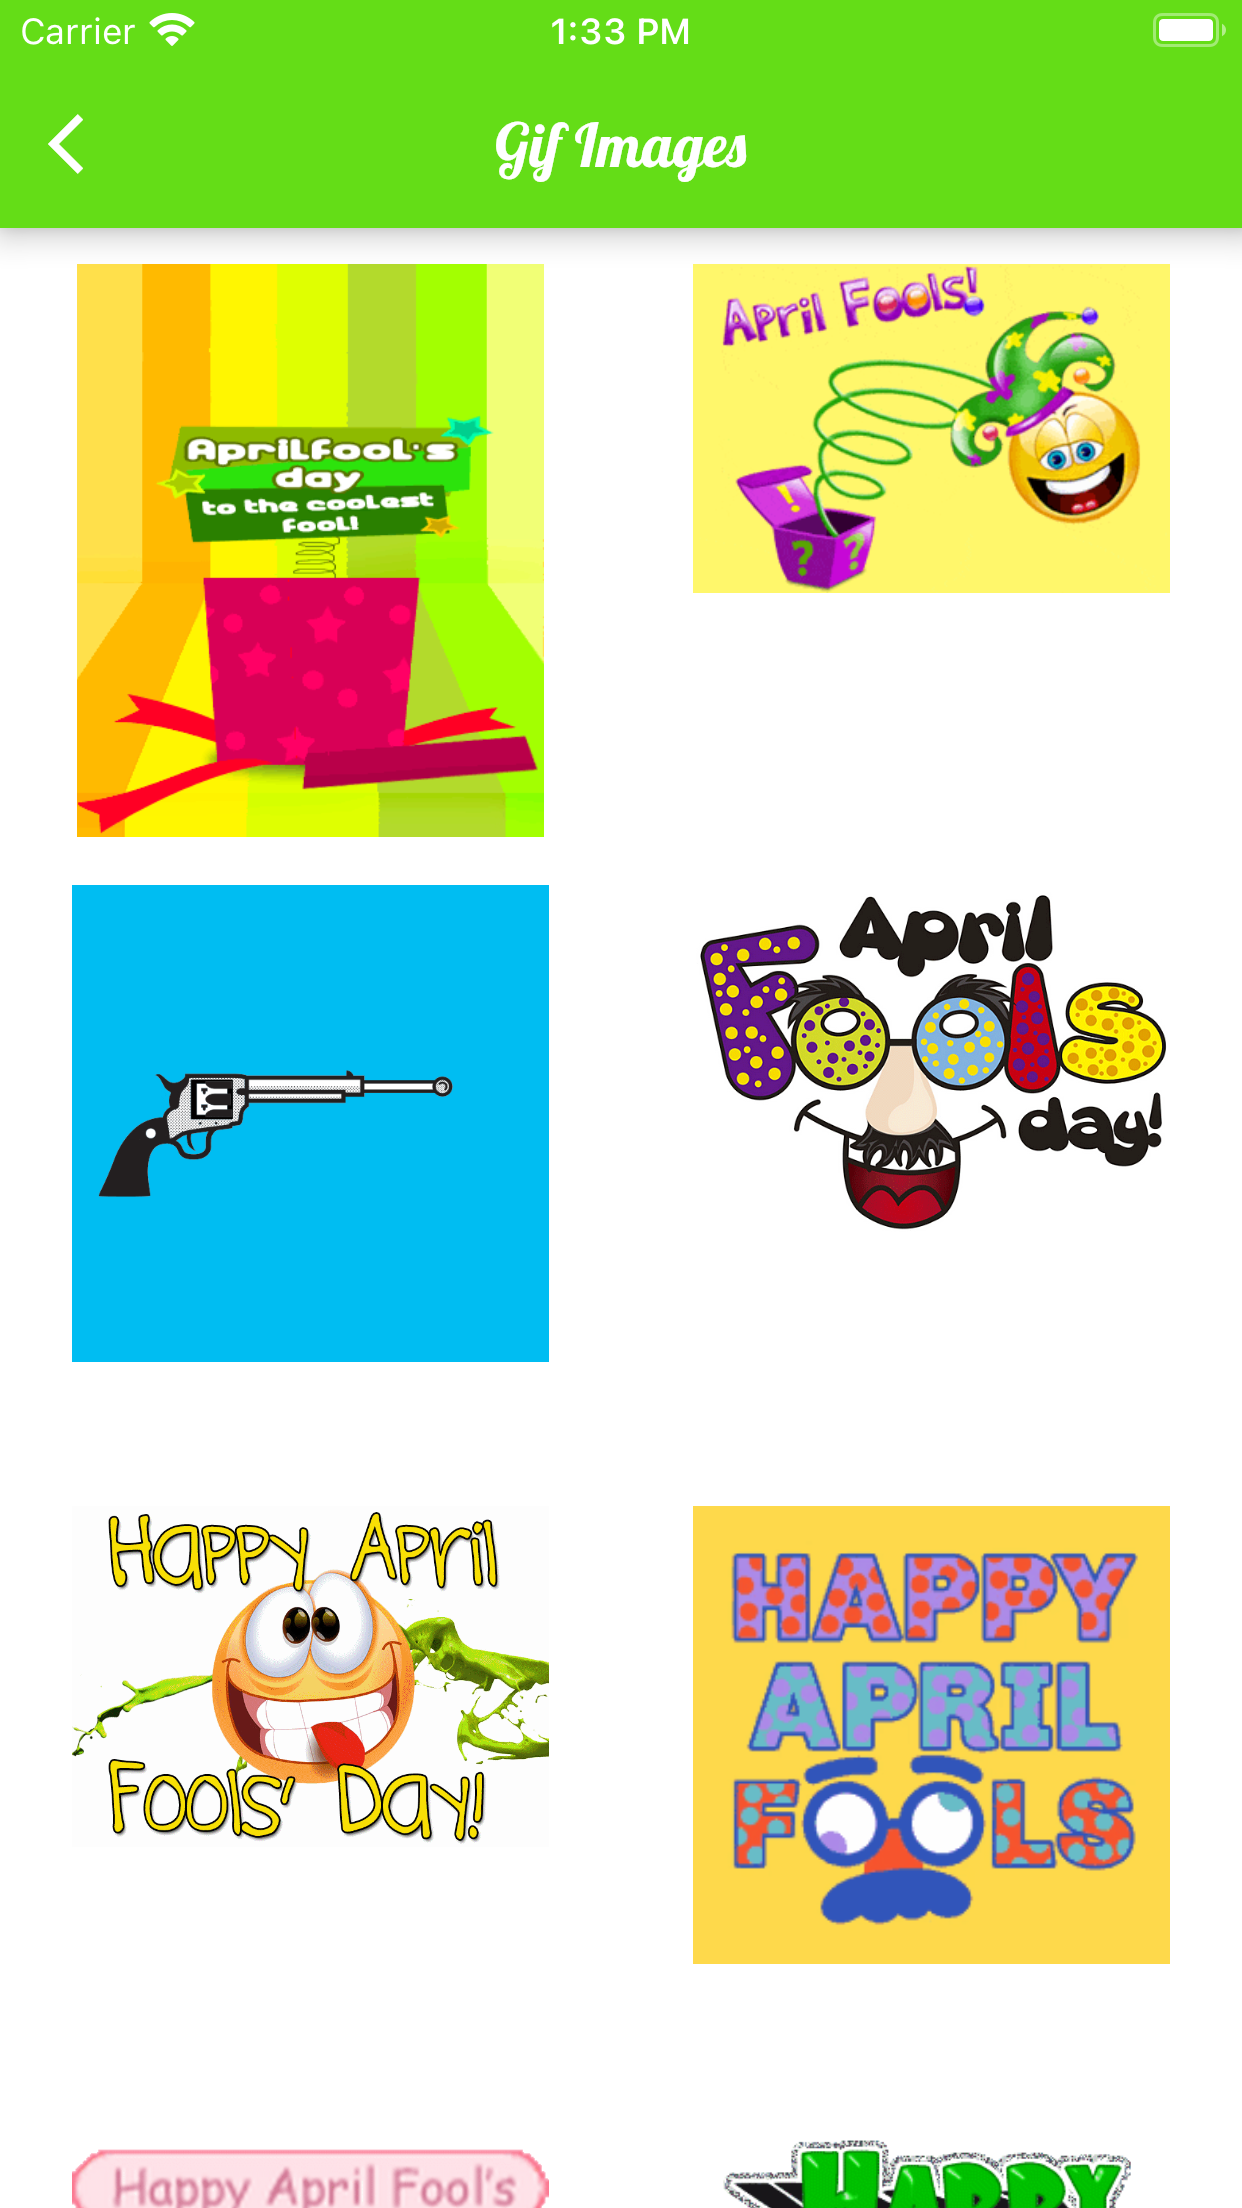 Carrier
1:33 PM
Gif Images
AprilFool's
day
to the coolest
fool!
April Fools!
!
? ?
April
Fools
day!
Happy April
Fools' Day!
HAPPY
APRIL
FOOLS
Happy April Fool's
HAPPY